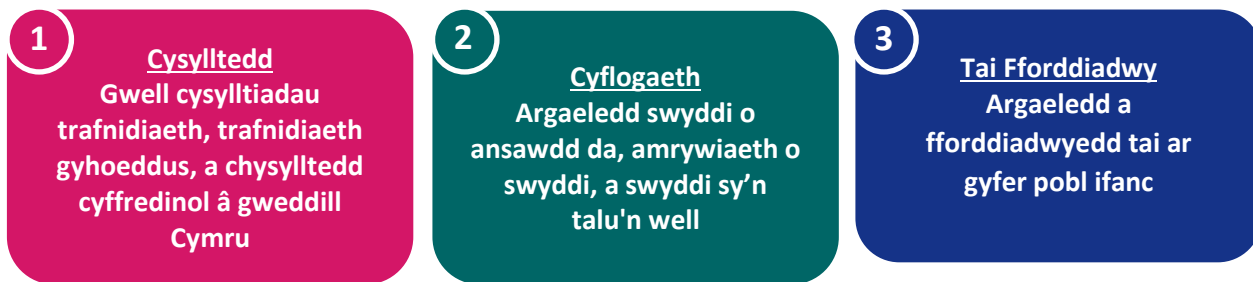 1
Cysylltedd
Gwell cysylltiadau
trafnidiaeth, trafnidiaeth
gyhoeddus, a chysylltedd
cyffredinol â gweddill
Cymru
2
Cyflogaeth
Argaeledd swyddi o
ansawdd da, amrywiaeth o
swyddi, a swyddi sy’n
talu'n well
3
Tai Fforddiadwy
Argaeledd a
fforddiadwyedd tai ar
gyfer pobl ifanc